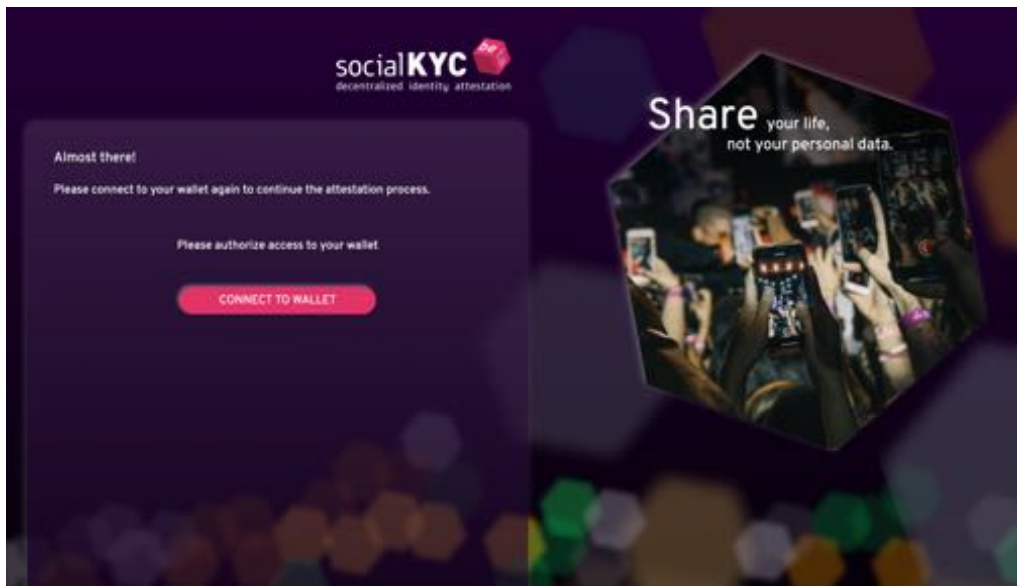 socialKYC be
decentralized identity attestation
Share your life,
not your personal data.
Almost there!
Please connect to your wallet again to continue the attestation process.
Please authorize access to your wallet
CONNECT TO WALLET